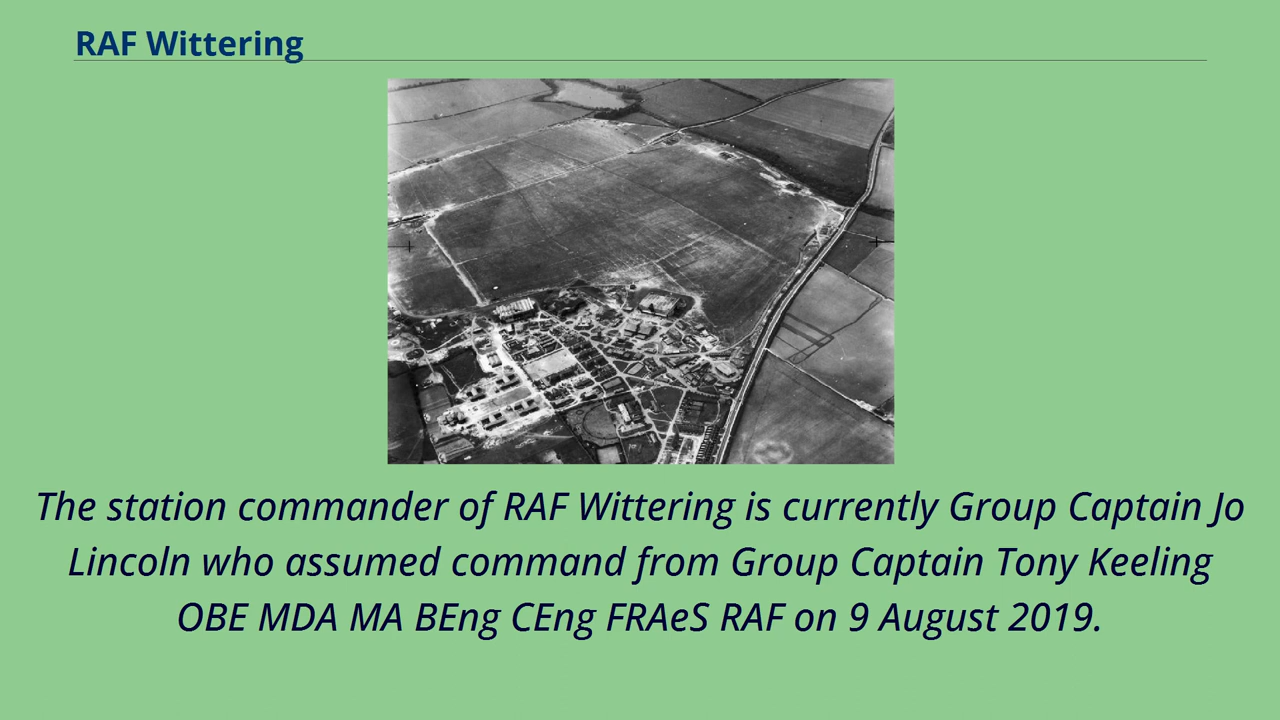 RAF Wittering
The station commander of RAF Wittering is currently Group Captain Jo
Lincoln who assumed command from Group Captain Tony Keeling
OBE MDA MA BEng CEng FRAeS RAF on 9 August 2019.